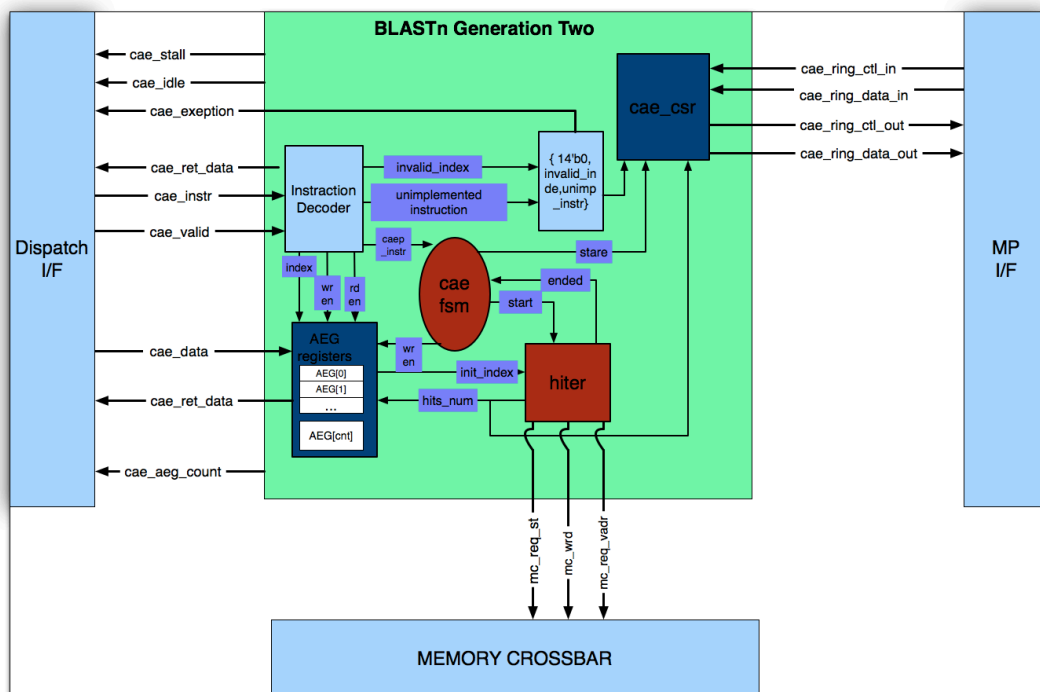 BLASTn Generation Two
cae_stall
cae_idle
cae_exeption
cae_ret_data
cae_instr
cae_valid
Dispatch
I/F
cae_data
cae_ret_data
cae_aeg_count
Instraction
Decoder
invalid_index
unimplemented
instruction
{ 14'b0,
invalid_in
de,unimp
_instr}
cae_csr
cae_ring_ctl_in
cae_ring_data_in
cae_ring_ctl_out
cae_ring_data_out
MP
I/F
caep
_instr
index
wr
en
rd
en
cae
fsm
stare
ended
start
AEG
registers
AEG[0]
AEG[1]
...
AEG[cnt]
wr
en
init_index
hits_num
hiter
mc_req_st
mc_wrd
mc_req_vadr
MEMORY CROSSBAR